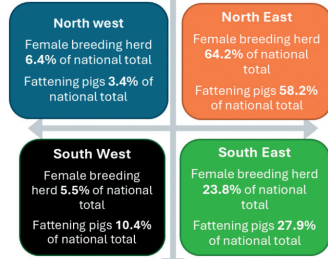 North west
Female breeding herd
6.4% of national total
Fattening pigs 3.4% of
national total
North East
Female breeding herd
64.2% of national
total
Fattening pigs 58.2% of
national total
South West
Female breeding
herd 5.5% of national
total
Fattening pigs 10.4%
of national total
South East
Female breeding herd
23.8% of national
total
Fattening pigs 27.9% of
national total